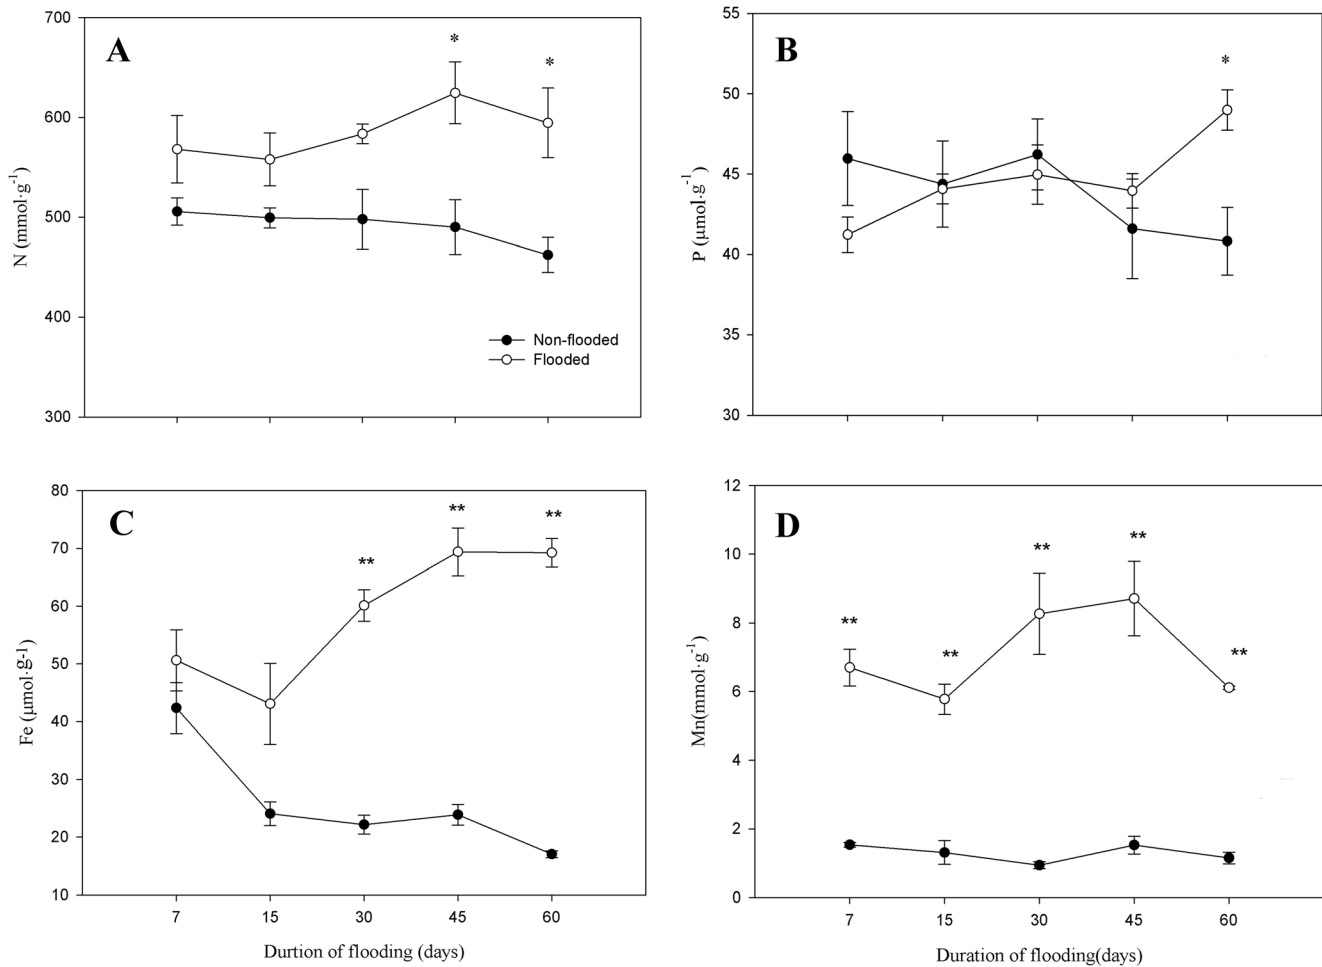 A
N (mmol·g-1)
700
600
500
400
300
*
*
Non-flooded
Flooded
B
P (μmol·g-1)
55
50
45
40
35
30
*
C
Fe (μmol·g-1)
80
70
60
50
40
30
20
10
**
**
**
7 15 30 45 60
Durtion of flooding (days)
D
Mn(mmol·g-1)
12
10
8
6
4
2
0
**
**
**
**
**
7 15 30 45 60
Duration of flooding(days)